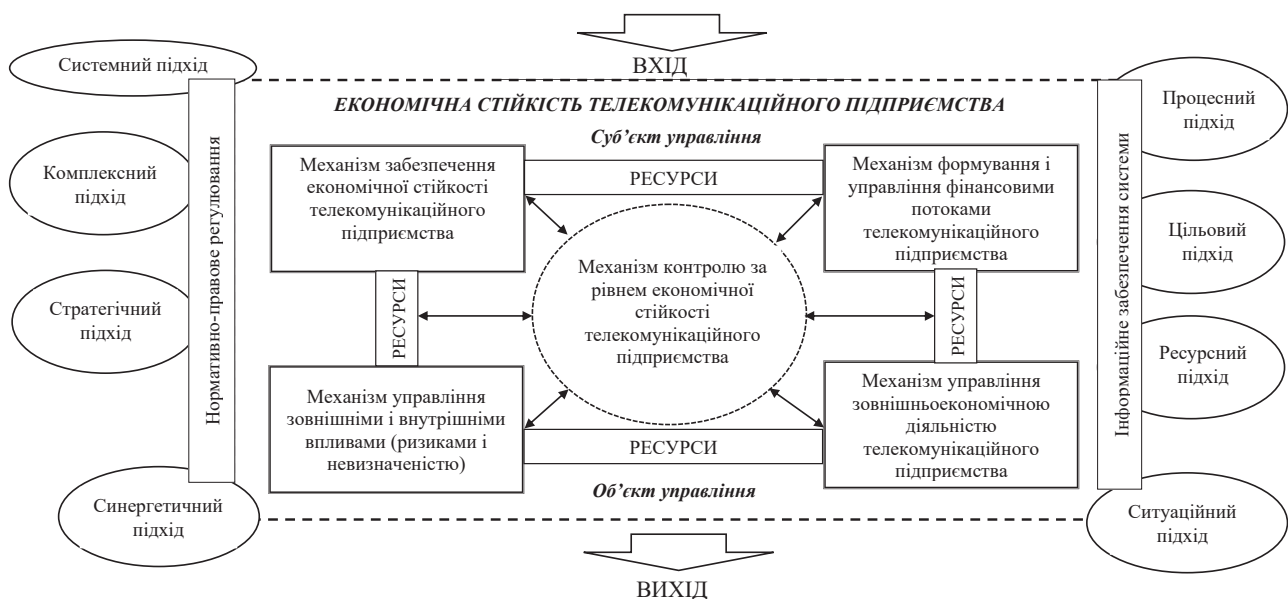 ВХІД
Системний підхід
Комплексний
підхід
Стратегічний
підхід
Синергетичний
підхід
Нормативно-правове регулювання
ЕКОНОМІЧНА СТІЙКІСТЬ ТЕЛЕКОМУНІКАЦІЙНОГО ПІДПРИЄМСТВА
Суб’єкт управління
Механізм забезпечення
економічної стійкості
телекомунікаційного
підприємства
РЕСУРСИ
Механізм формування і
управління фінансовими
потоками
телекомунікаційного
підприємства
РЕСУРСИ
Механізм контролю за
рівнем економічної
стійкості
телекомунікаційного
підприємства
РЕСУРСИ
Механізм управління
зовнішніми і внутрішніми
впливами (ризиками і
невизначеністю)
РЕСУРСИ
Механізм управління
зовнішньоекономічною
діяльністю
телекомунікаційного
підприємства
Об’єкт управління
Інформаційне забезпечення системи
Процесний
підхід
Цільовий
підхід
Ресурсний
підхід
Ситуаційний
підхід
ВИХІД